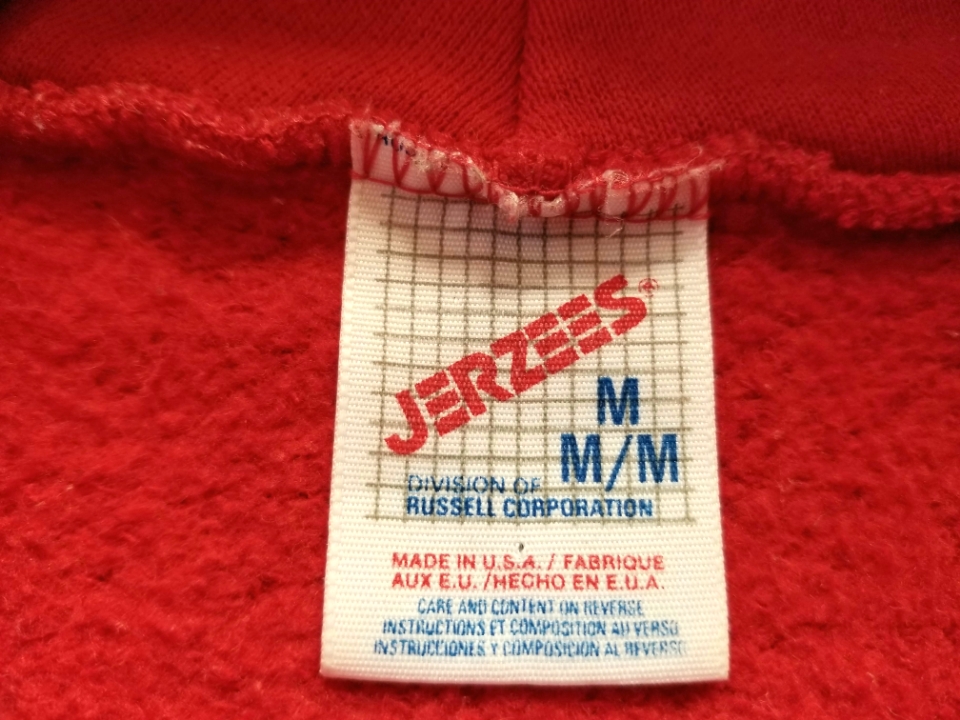 JERZEES®
M
M/M
DIVISION OF
RUSSELL CORPORATION
MADE IN U.S.A. / FABRIQUE
AUX E.U. /HECHO EN E.U.A.
CARE AND CONTENT ON REVERSE
INSTRUCTIONS ET COMPOSITION AU VERSO
INSTRUCCIONES Y COMPOSICIÓN AL REVERSO